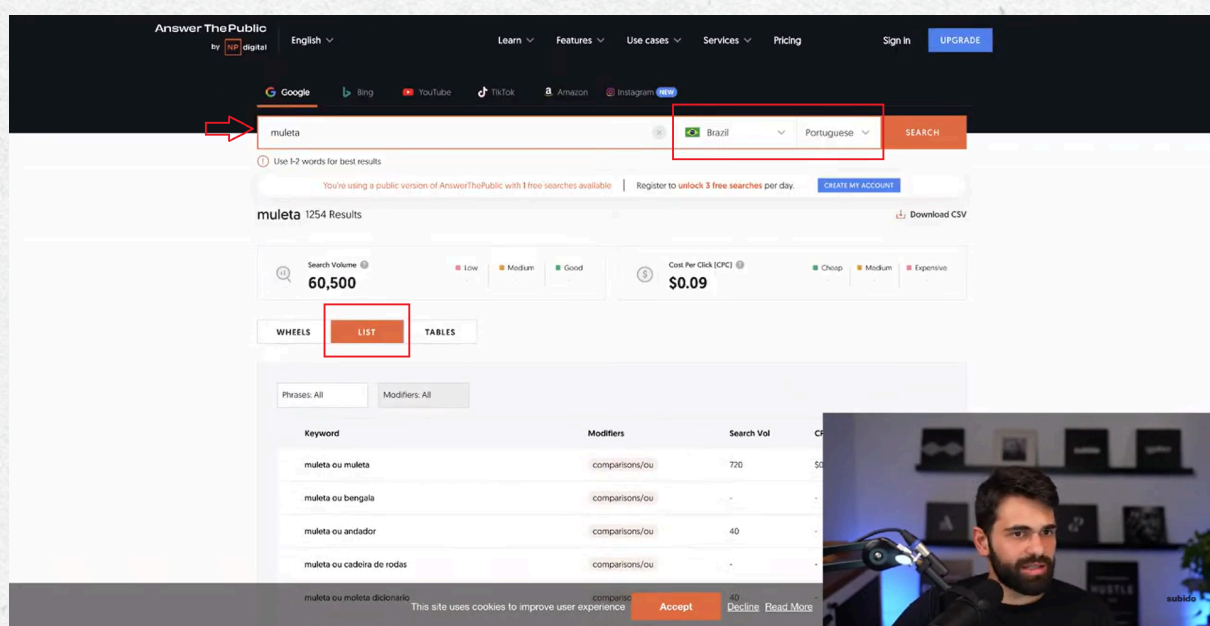 AnswerThePublic
by NP digital
English
Learn Features Use cases Services Pricing
Sign in UPGRADE
Google Bing YouTube TikTok Amazon Instagram NEW
muleta Brazil Portuguese SEARCH
Use 1-2 words for best results
You're using a public version of AnswerThePublic with 1 free searches available Register to unlock 3 free searches per day. CREATE MY ACCOUNT
muleta 1254 Results Download CSV
Search Volume ? Low Medium Good
60,500
Cost Per Click [CPC] ? Cheap Medium Expensive
$0.09
WHEELS LIST TABLES
Phrases: All Modifiers: All
Keyword Modifiers Search Vol
muleta ou muleta comparisons/ou 720
muleta ou bengala comparisons/ou -
muleta ou andador comparisons/ou 40 -
muleta ou cadeira de rodas comparisons/ou - -
muleta ou moleta dicionario 40
This site uses cookies to improve user experience Accept Decline Read More
HUSTLE
subido